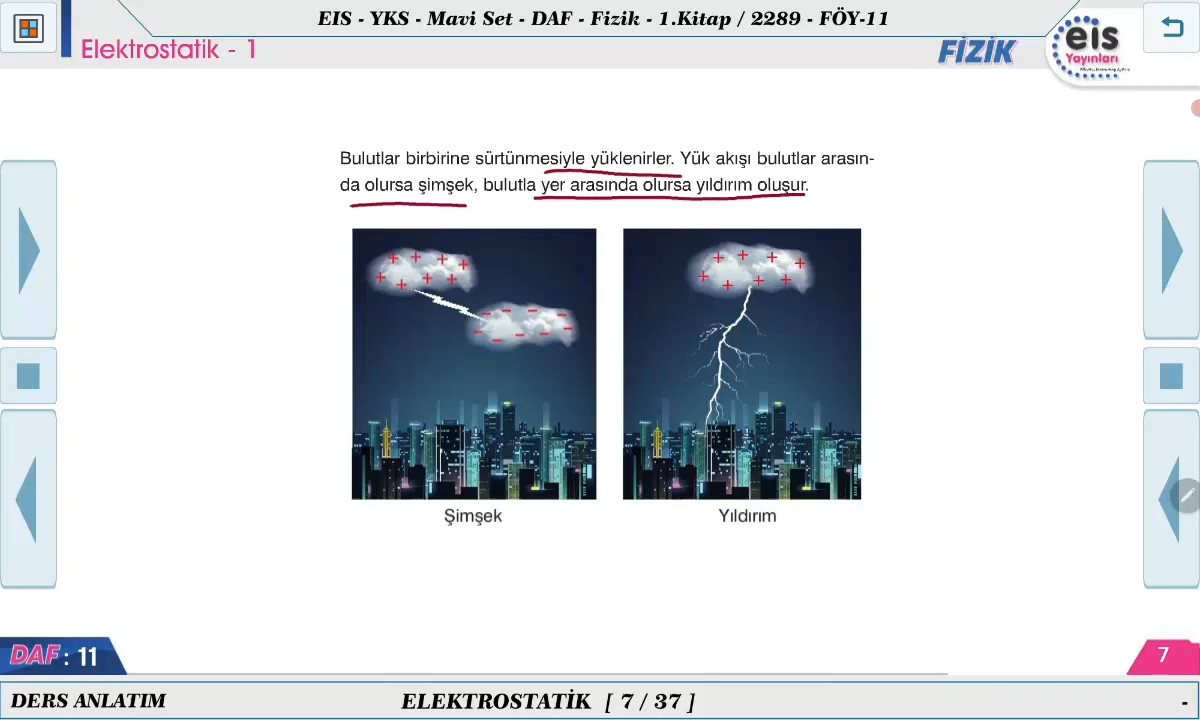 EIS - YKS - Mavi Set - DAF - Fizik - 1.Kitap / 2289 - FÖY-11
Elektrostatik - 1
FİZİK
eis
Yayınları
Bulutlar birbirine sürtünmesiyle yüklenirler. Yük akışı bulutlar arasın-
da olursa şimşek, bulutla yer arasında olursa yıldırım oluşur.
Şimşek
Yıldırım
DAF : 11
7
DERS ANLATIM
ELEKTROSTATİK [ 7 / 37 ]
-